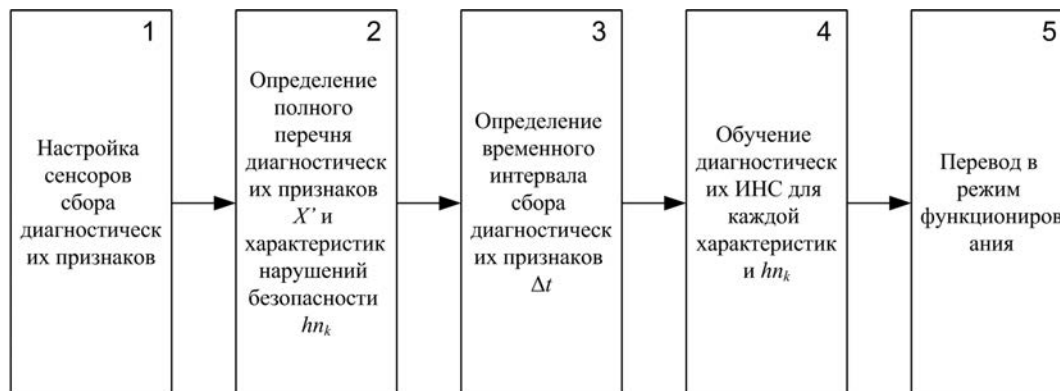 1
Настройка
сенсоров
сбора
диагностическ
их признаков
2
Определение
полного
перечня
диагностическ
их признаков
X’ и
характеристик
нарушений
безопасности
hnₖ
3
Определение
временного
интервала
сбора
диагностическ
их признаков
Δt
4
Обучение
диагностическ
их ИНС для
каждой
характеристик
и hnₖ
5
Перевод в
режим
функциониров
ания